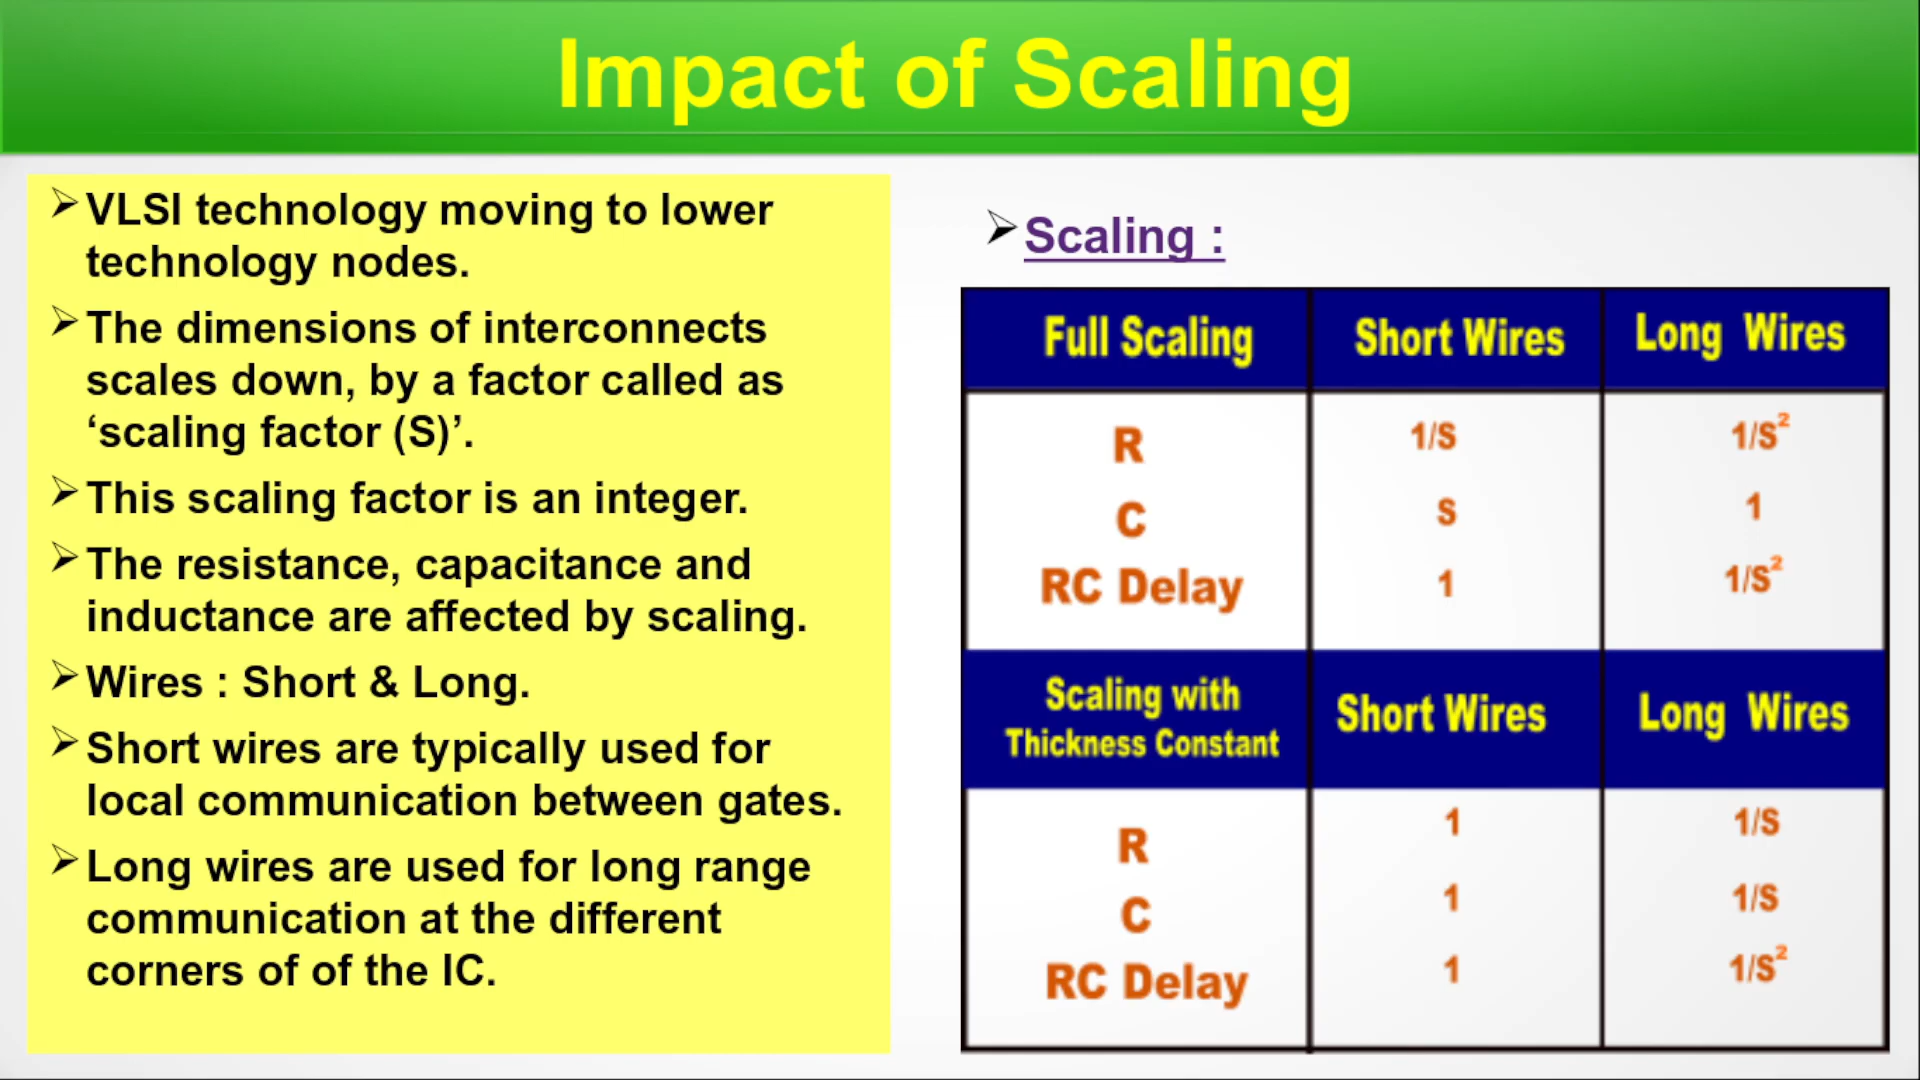 Impact of Scaling
VLSI technology moving to lower
technology nodes.
The dimensions of interconnects
scales down, by a factor called as
‘scaling factor (S)’.
This scaling factor is an integer.
The resistance, capacitance and
inductance are affected by scaling.
Wires : Short & Long.
Short wires are typically used for
local communication between gates.
Long wires are used for long range
communication at the different
corners of of the IC.
Scaling :
Full Scaling Short Wires Long Wires
R 1/S 1/S²
C S 1
RC Delay 1 1/S²
Scaling with
Thickness Constant Short Wires Long Wires
R 1 1/S
C 1 1/S
RC Delay 1 1/S²